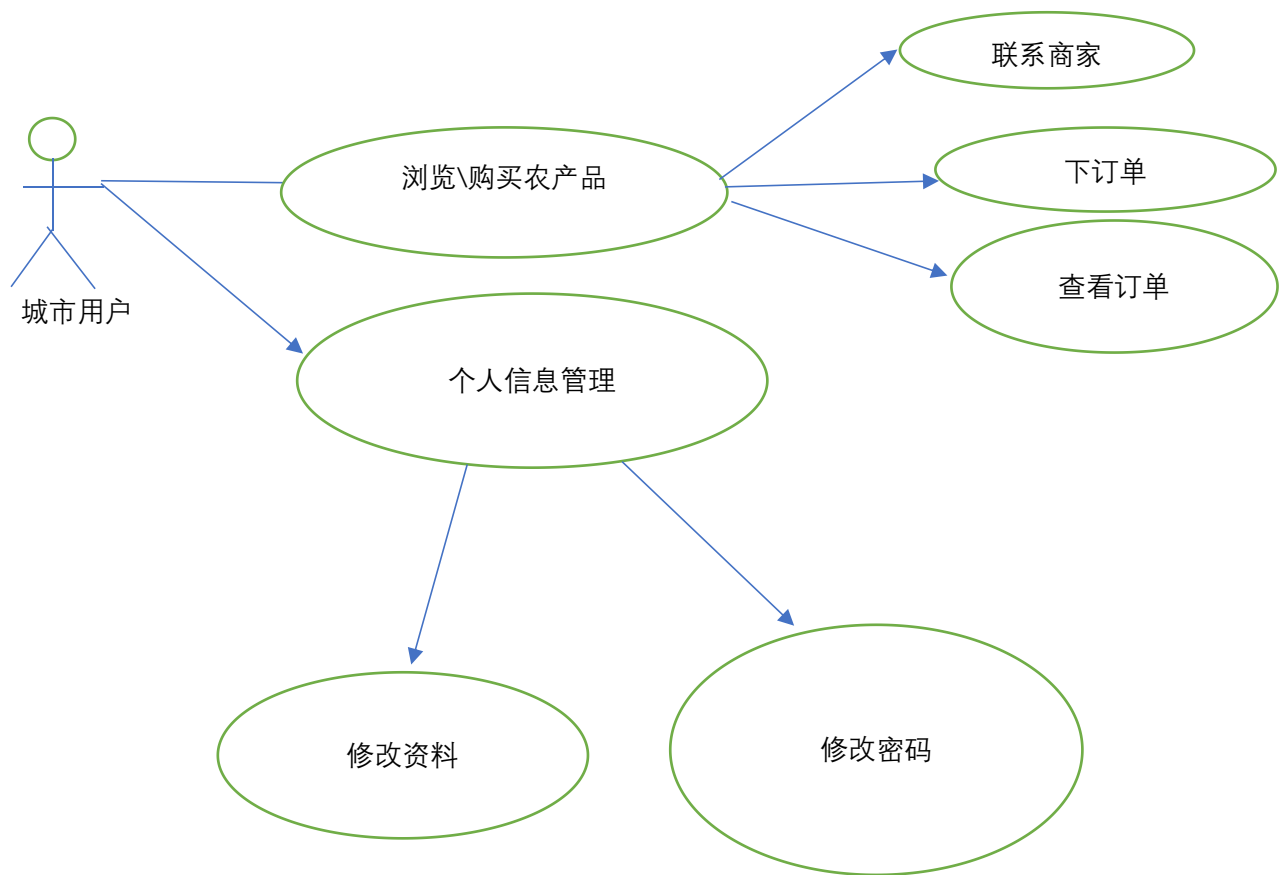 联系商家
浏览\购买农产品
下订单
查看订单
城市用户
个人信息管理
修改资料
修改密码